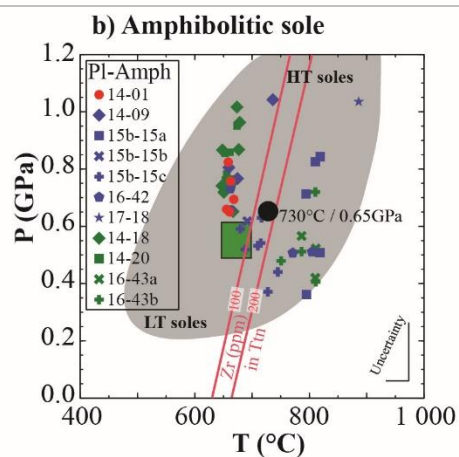 b) Amphibolitic sole
P (GPa)
1.2
1.0
0.8
0.6
0.4
0.2
0.0
Pl-Amph
14-01
14-09
15b-15a
15b-15b
15b-15c
16-42
17-18
14-18
14-20
16-43a
16-43b
HT soles
730°C / 0.65GPa
LT soles
Zr (ppm)
in Ttn
100
200
Uncertainty
400
600
800
1 000
T (°C)